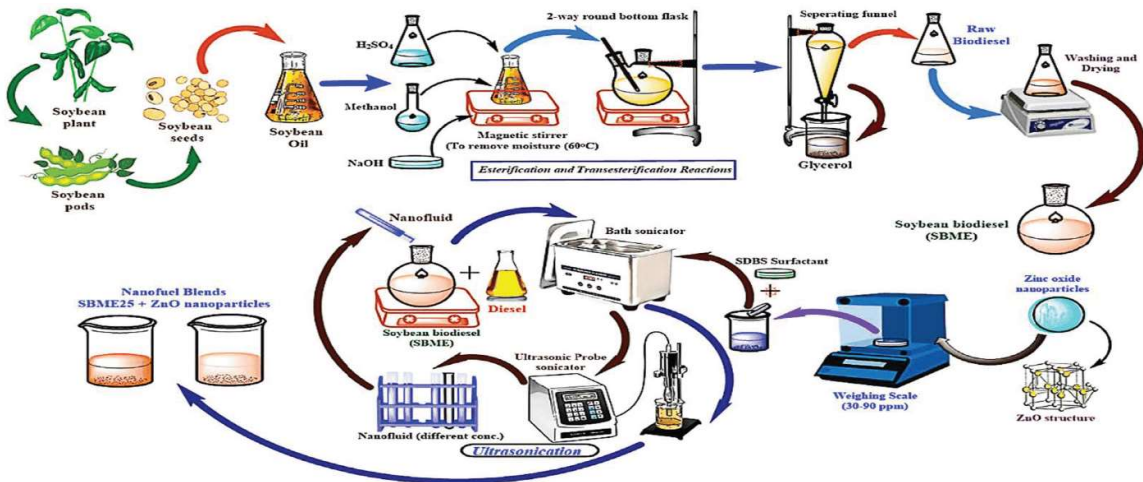 Soybean
plant
Soybean
pods
Soybean
seeds
Soybean
Oil
H₂SO₄
Methanol
NaOH
Magnetic stirrer
(To remove moisture (60°C)
2-way round bottom flask
Esterification and Transesterification Reactions
Seperating funnel
Glycerol
Raw
Biodiesel
Washing and
Drying
Soybean biodiesel
(SBME)
Zinc oxide
nanoparticles
ZnO structure
Weighing Scale
(30-90 ppm)
SDBS Surfactant
+
Bath sonicator
Nanofluid
+
Diesel
Soybean biodiesel
(SBME)
Ultrasonic Probe
sonicator
Nanofluid (different conc.)
Ultrasonication
Nanofuel Blends
SBME25 + ZnO nanoparticles